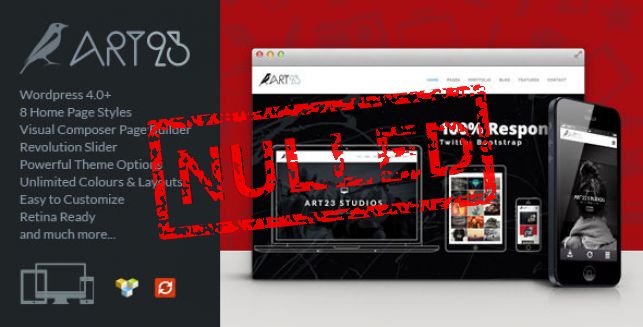 ART23
Wordpress 4.0+
8 Home Page Styles
Visual Composer Page Builder
Revolution Slider
Powerful Theme Options
Unlimited Colours & Layouts
Easy to Customize
Retina Ready
and much more...
NULLED
ART23
HOME PAGES PORTFOLIO BLOG FEATURES CONTACT
100% Respon
Twitter Bootstrap
ART23 STUDIOS